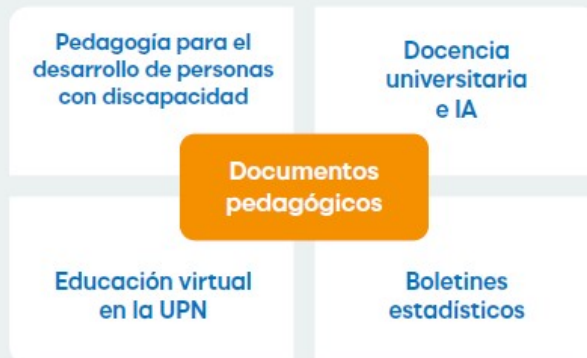 Pedagogía para el
desarrollo de personas
con discapacidad
Docencia
universitaria
e IA
Documentos
pedagógicos
Educación virtual
en la UPN
Boletines
estadísticos